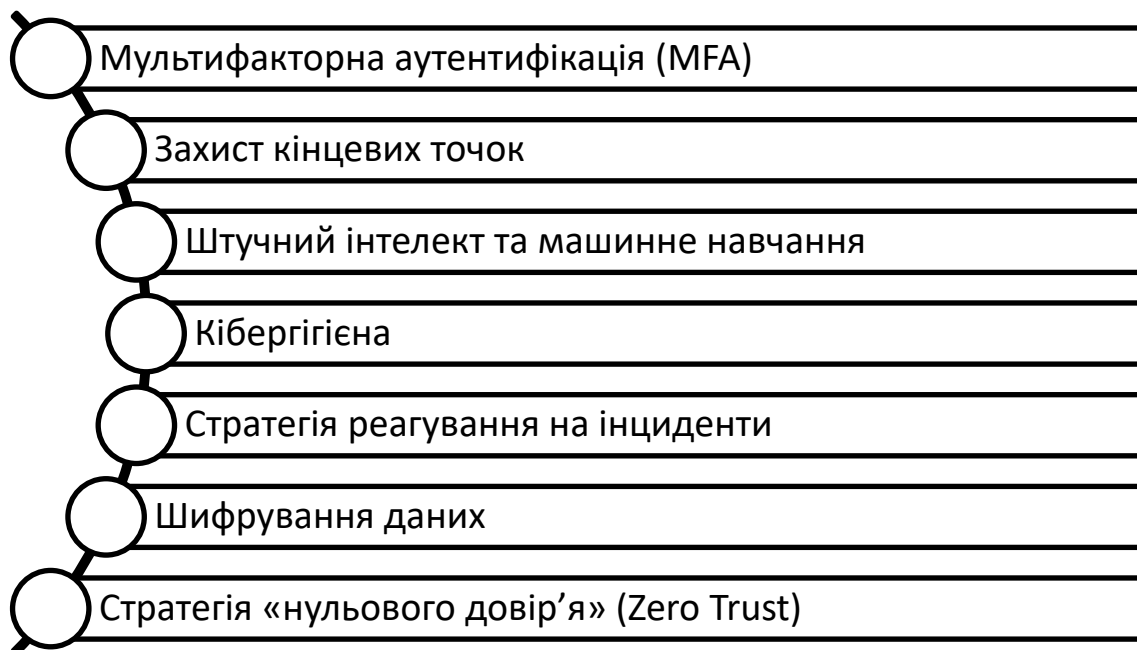 Мультифакторна аутентифікація (MFA)
Захист кінцевих точок
Штучний інтелект та машинне навчання
Кібергігієна
Стратегія реагування на інциденти
Шифрування даних
Стратегія «нульового довір’я» (Zero Trust)